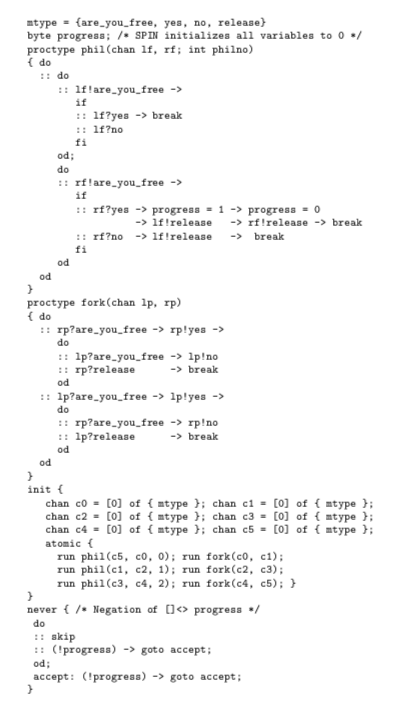 mtype = {are_you_free, yes, no, release}
byte progress; /* SPIN initializes all variables to 0 */
proctype phil(chan lf, rf; int philno)
{ do
:: do
:: lf!are_you_free ->
if
:: lf?yes -> break
:: lf?no
fi
od;
do
:: rf!are_you_free ->
if
:: rf?yes -> progress = 1 -> progress = 0
-> lf!release -> rf!release -> break
:: rf?no -> lf!release -> break
fi
od
od
}
proctype fork(chan lp, rp)
{ do
:: rp?are_you_free -> rp!yes ->
do
:: lp?are_you_free -> lp!no
:: rp?release -> break
od
:: lp?are_you_free -> lp!yes ->
do
:: rp?are_you_free -> rp!no
:: lp?release -> break
od
od
}
init {
chan c0 = [0] of { mtype }; chan c1 = [0] of { mtype };
chan c2 = [0] of { mtype }; chan c3 = [0] of { mtype };
chan c4 = [0] of { mtype }; chan c5 = [0] of { mtype };
atomic {
run phil(c5, c0, 0); run fork(c0, c1);
run phil(c1, c2, 1); run fork(c2, c3);
run phil(c3, c4, 2); run fork(c4, c5); }
}
never { /* Negation of []<> progress */
do
:: skip
:: (!progress) -> goto accept;
od;
accept: (!progress) -> goto accept;
}